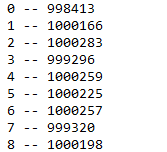 0 -- 998413
1 -- 1000166
2 -- 1000283
3 -- 999296
4 -- 1000259
5 -- 1000225
6 -- 1000257
7 -- 999320
8 -- 1000198